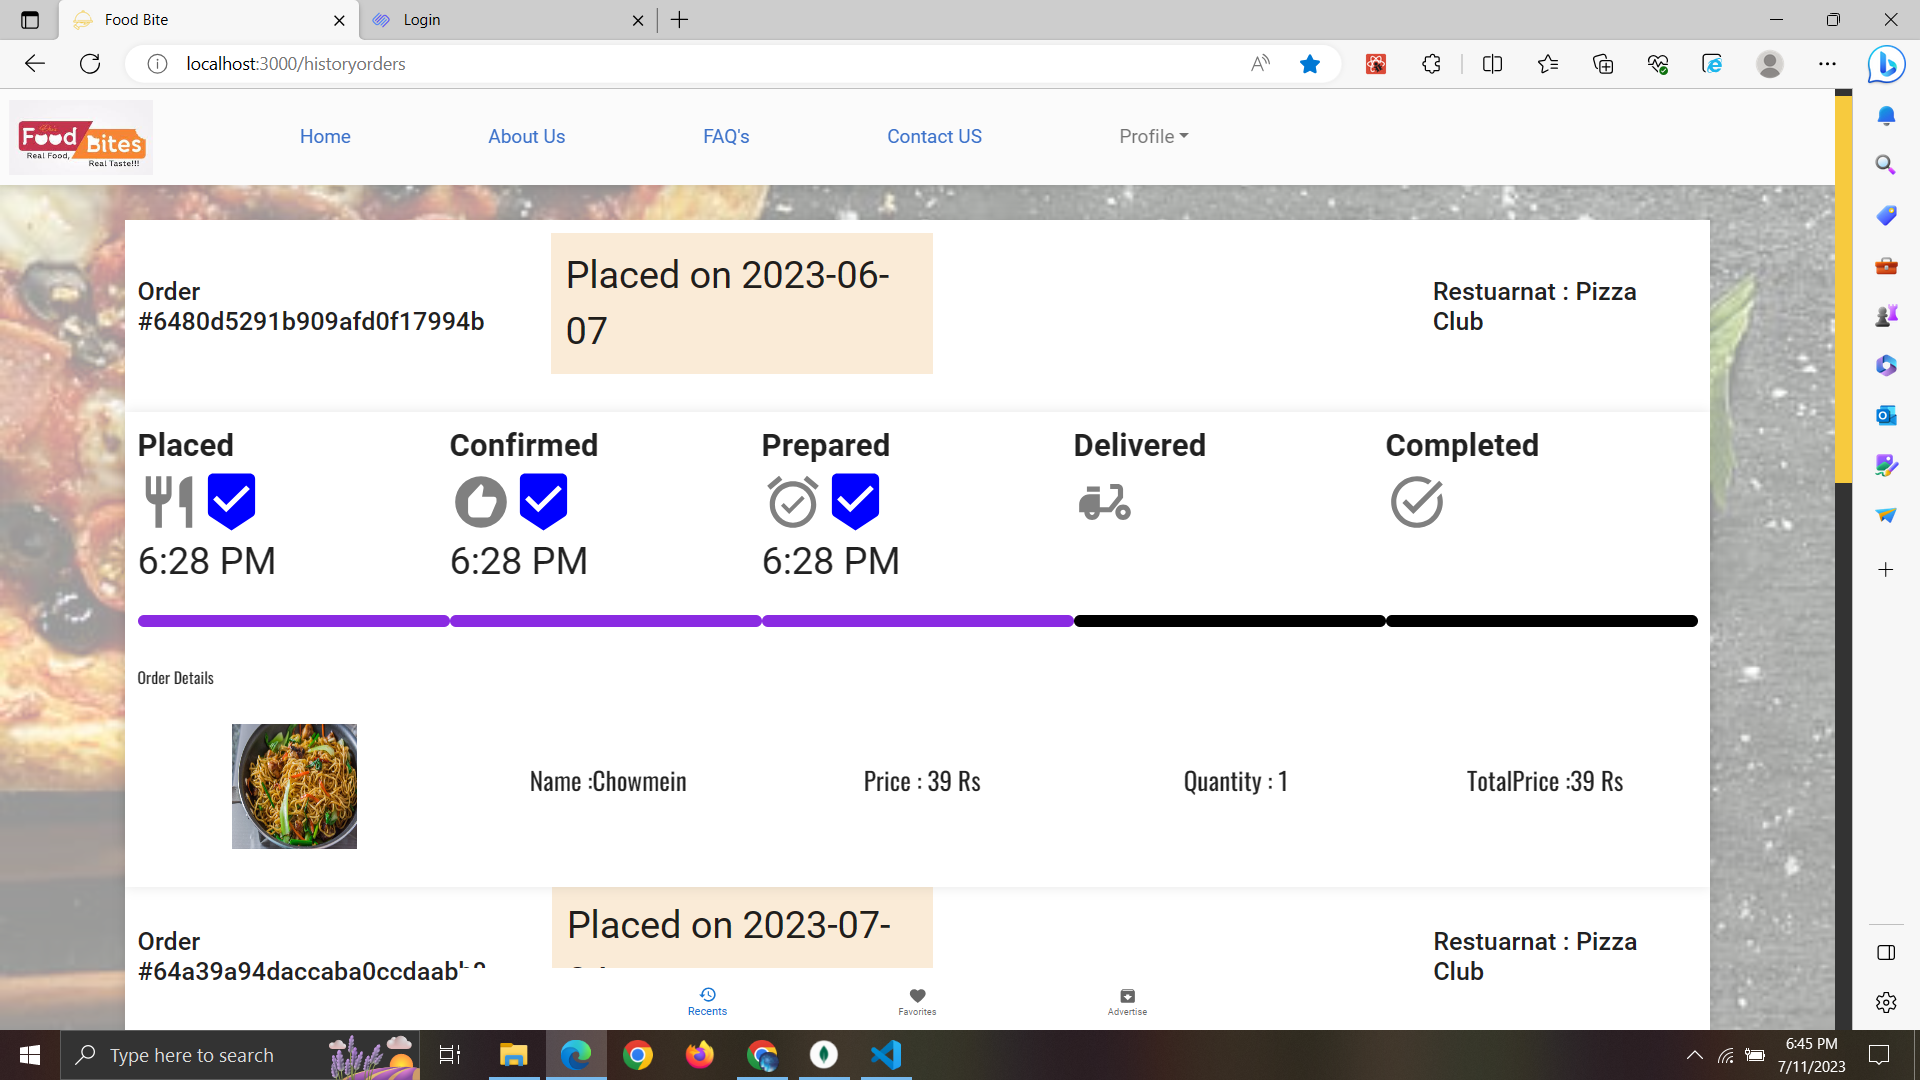 Food Bite
Login
localhost:3000/historyorders
Food Bites
Real Food,
Real Taste!!!
Home
About Us
FAQ's
Contact US
Profile
Order
#6480d5291b909afd0f17994b
Placed on 2023-06-
07
Restuarnat : Pizza
Club
Placed
Confirmed
Prepared
Delivered
Completed
6:28 PM
6:28 PM
6:28 PM
Order Details
Name :Chowmein
Price : 39 Rs
Quantity : 1
TotalPrice :39 Rs
Order
Placed on 2023-07-
Restuarnat : Pizza
Club
Recents
Favorites
Advertise
Type here to search
6:45 PM
7/11/2023